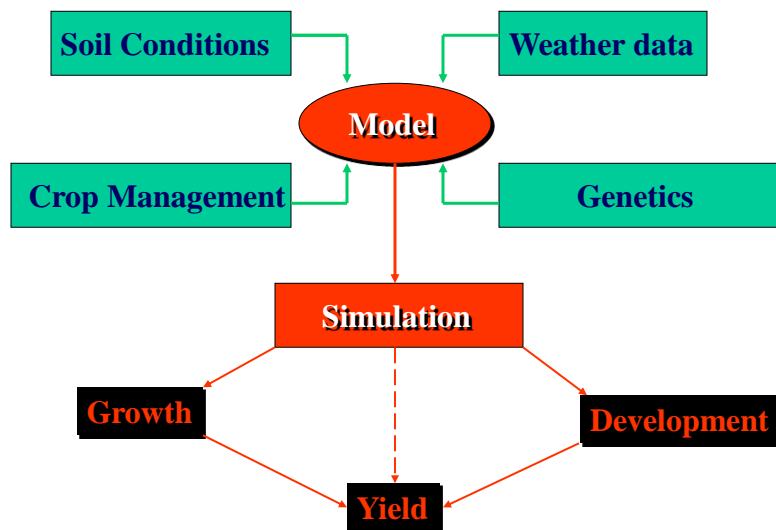 Soil Conditions
Weather data
Model
Crop Management
Genetics
Simulation
Growth
Development
Yield